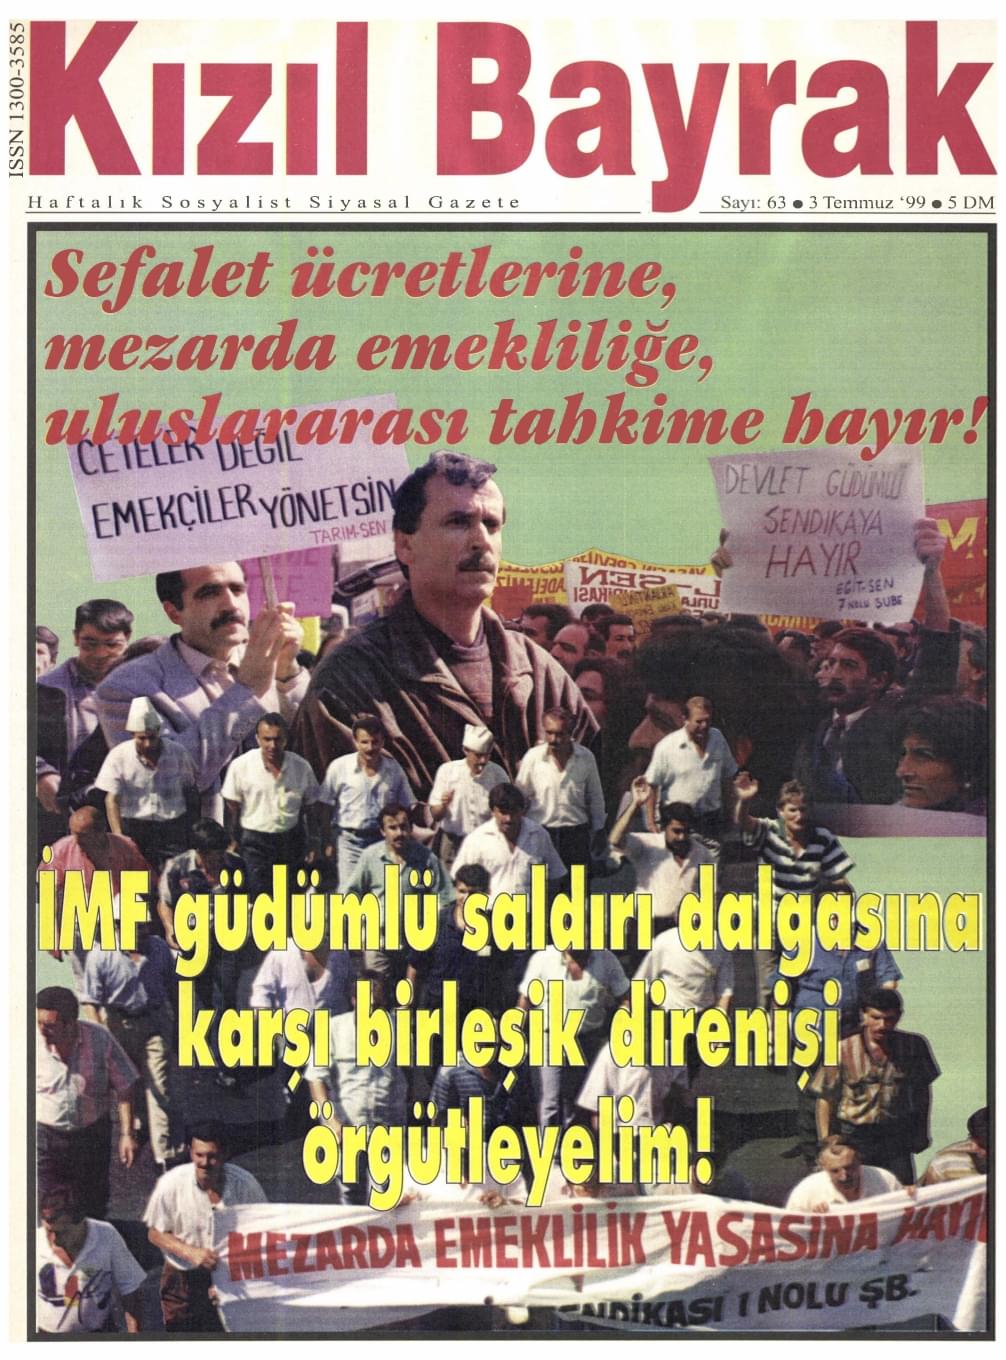 ISSN 1300-3585
Kızıl Bayrak
Haftalık Sosyalist Siyasal Gazete
Sayı: 63 ● 3 Temmuz ‘99 ● 5 DM
Sefalet ücretlerine,
mezarda emekliliğe,
uluslararası tahkime hayır!
ÇETELER DEĞİL
EMEKÇİLER YÖNETSİN
TARIM-SEN
DEVLET GÜDÜMLÜ
SENDİKAYA
HAYIR
EĞİT-SEN
7 NOLU ŞUBE
İMF güdümlü saldırı dalgasına
karşı birleşik direnişi
örgütleyelim!
MEZARDA EMEKLİLİK YASASINA HAYI
ENDİKASI 1 NOLU ŞB.